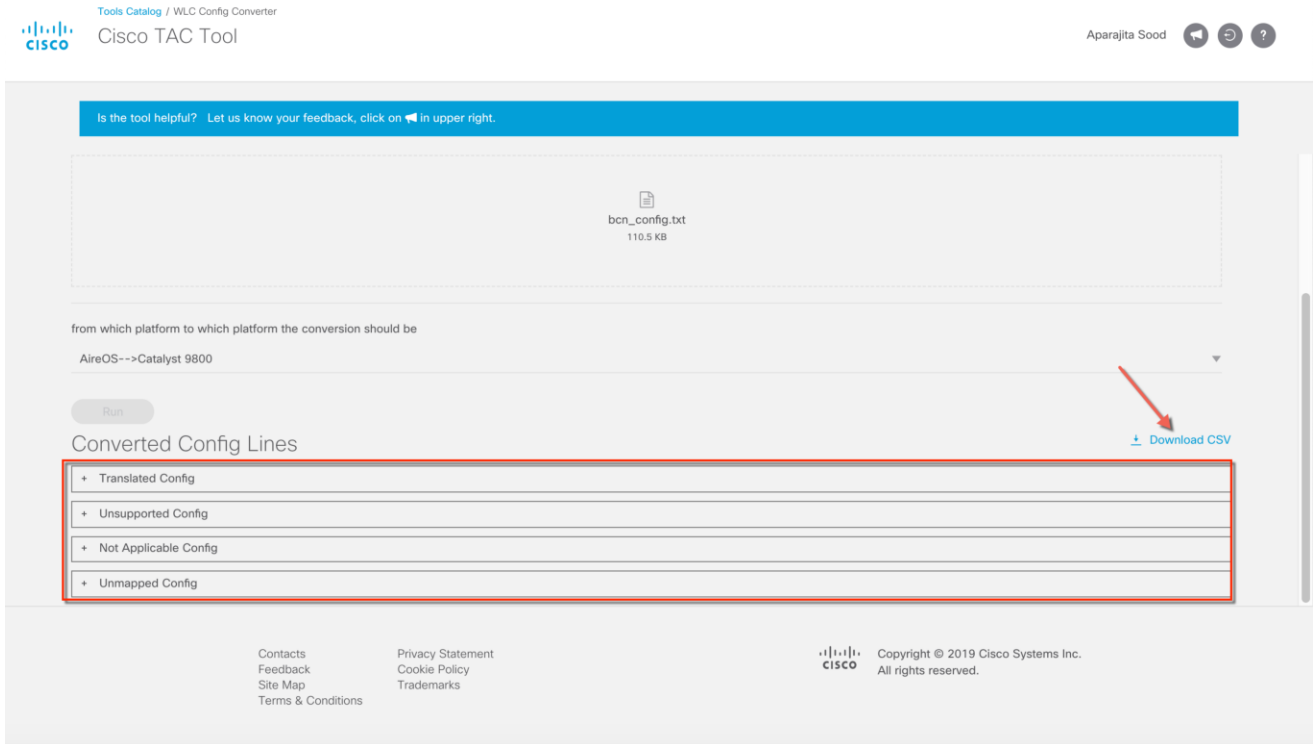 Tools Catalog / WLC Config Converter
CISCO
Cisco TAC Tool
Aparajita Sood
?
Is the tool helpful? Let us know your feedback, click on in upper right.
bcn_config.txt
110.5 KB
from which platform to which platform the conversion should be
AireOS-->Catalyst 9800
Run
Converted Config Lines
Download CSV
+ Translated Config
+ Unsupported Config
+ Not Applicable Config
+ Unmapped Config
Contacts
Feedback
Site Map
Terms & Conditions
Privacy Statement
Cookie Policy
Trademarks
CISCO
Copyright © 2019 Cisco Systems Inc.
All rights reserved.